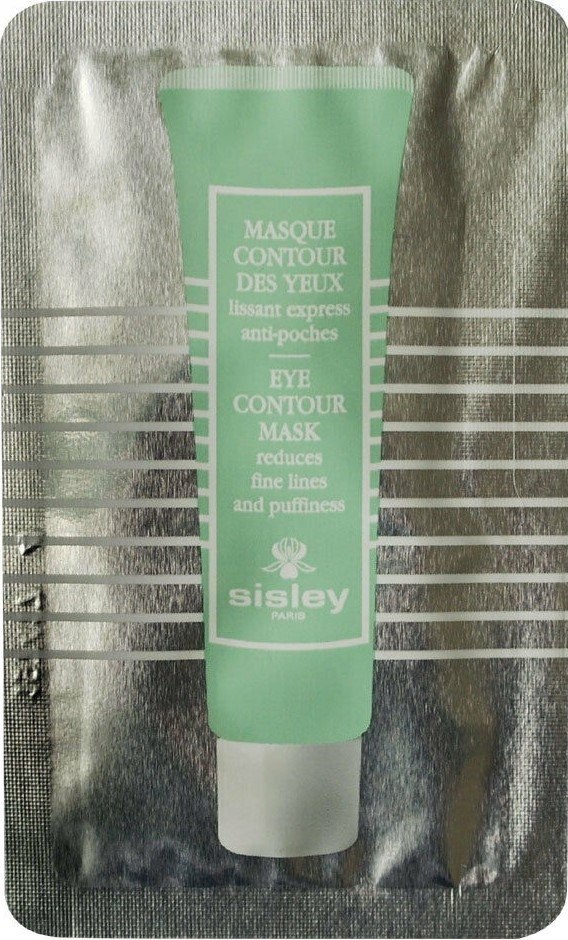 MASQUE
CONTOUR
DES YEUX
lissant express
anti-poches
EYE
CONTOUR
MASK
reduces
fine lines
and puffiness
sisley
PARIS